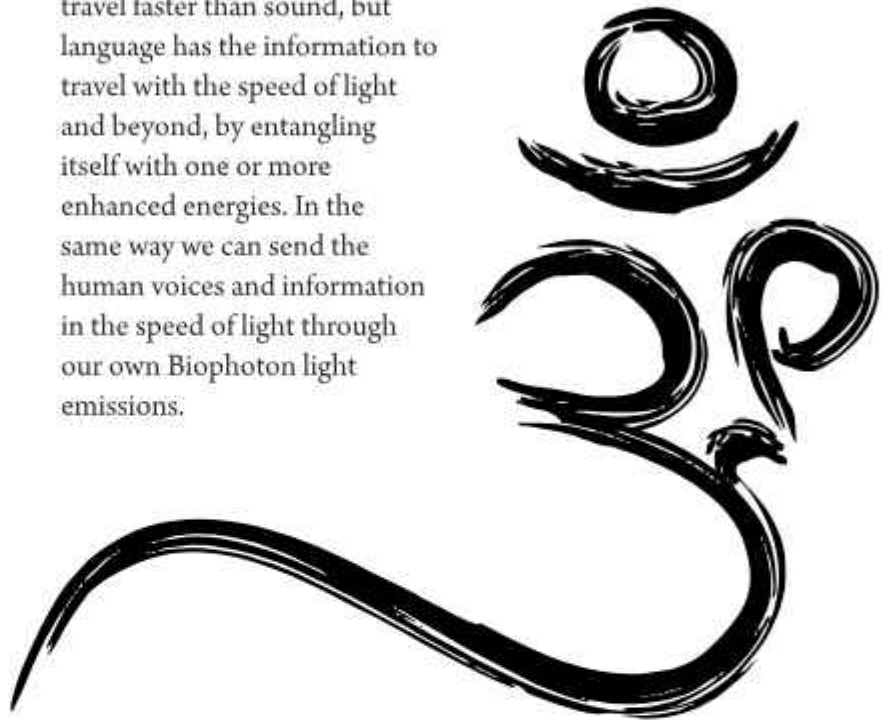 travel faster than sound, but
language has the information to
travel with the speed of light
and beyond, by entangling
itself with one or more
enhanced energies. In the
same way we can send the
human voices and information
in the speed of light through
our own Biophoton light
emissions.